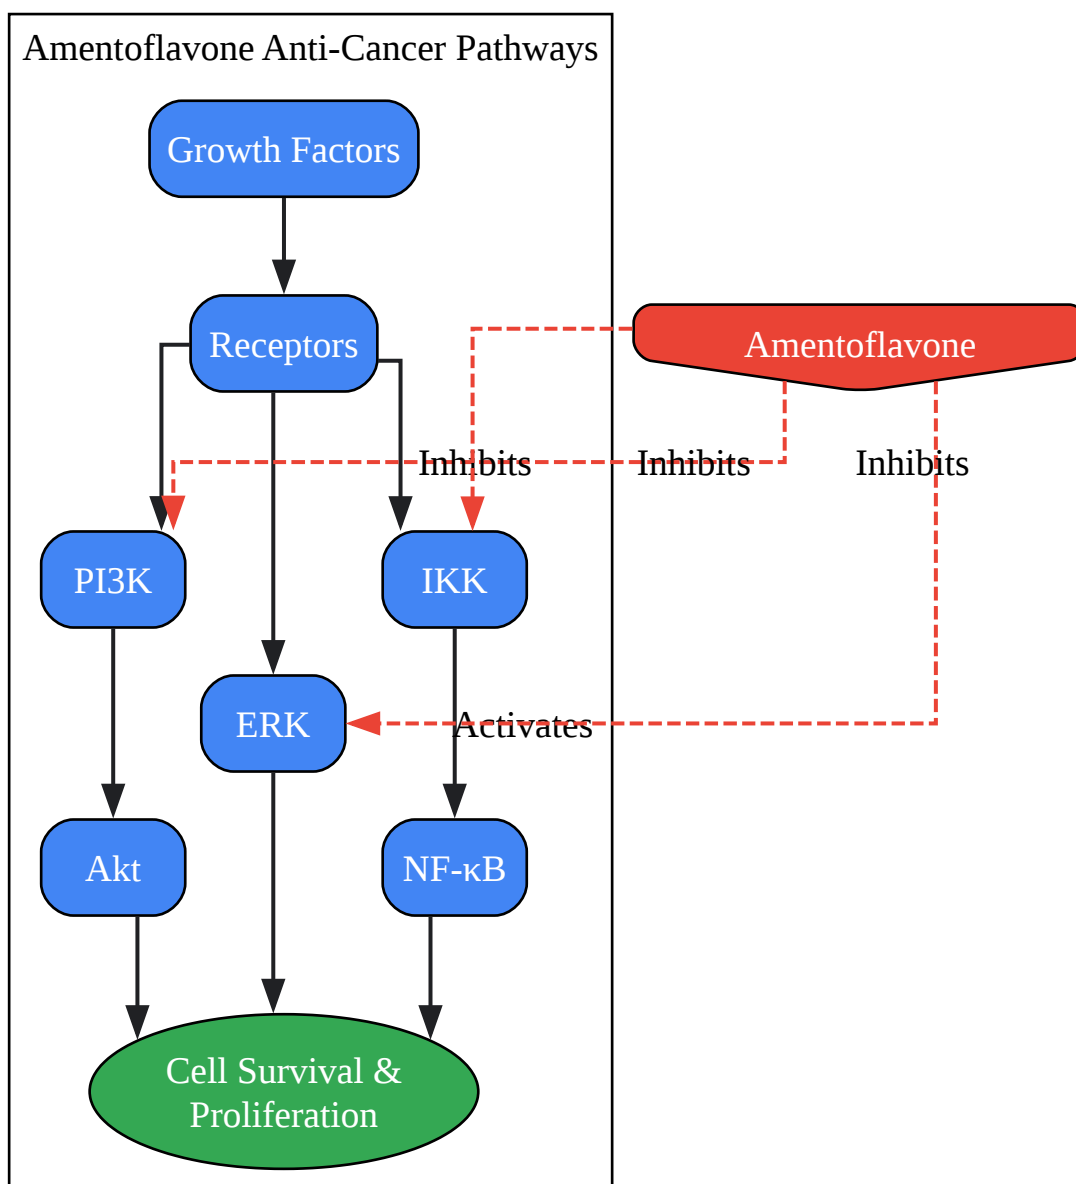 Amentoflavone Anti-Cancer Pathways
Growth Factors
Receptors
Amentoflavone
Inhibits
Inhibits
Inhibits
PI3K
IKK
ERK
Activates
Akt
NF-κB
Cell Survival &
Proliferation